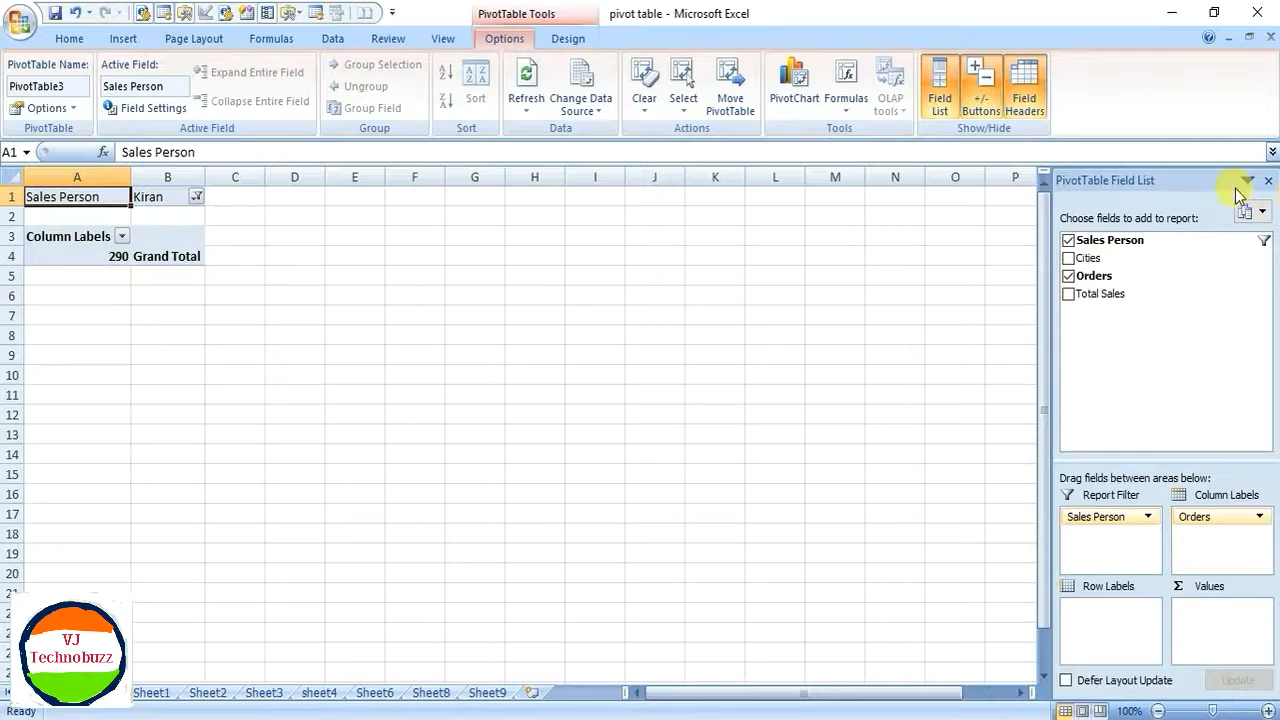 PivotTable Tools
pivot table - Microsoft Excel
Home Insert Page Layout Formulas Data Review View Options Design
PivotTable Name:
PivotTable3
Options
PivotTable
Active Field:
Sales Person
Field Settings
Expand Entire Field
Collapse Entire Field
Active Field
Group Selection
Ungroup
Group Field
Group
Sort
Sort
Refresh
Change Data
Source
Data
Clear
Select
Move
PivotTable
Actions
PivotChart
Formulas
OLAP
tools
Tools
Field
List
+/-
Buttons
Field
Headers
Show/Hide
A1 fx Sales Person
A B C D E F G H I J K L M N O P
1 Sales Person Kiran
2
3 Column Labels
4 290 Grand Total
5
6
7
8
9
10
11
12
13
14
15
16
17
18
19
20
PivotTable Field List
Choose fields to add to report:
Sales Person
Cities
Orders
Total Sales
Drag fields between areas below:
Report Filter
Column Labels
Sales Person
Orders
Row Labels
Σ Values
Defer Layout Update
Update
VJ
Technobuzz
Sheet1 Sheet2 Sheet3 sheet4 Sheet6 Sheet8 Sheet9
Ready
100%